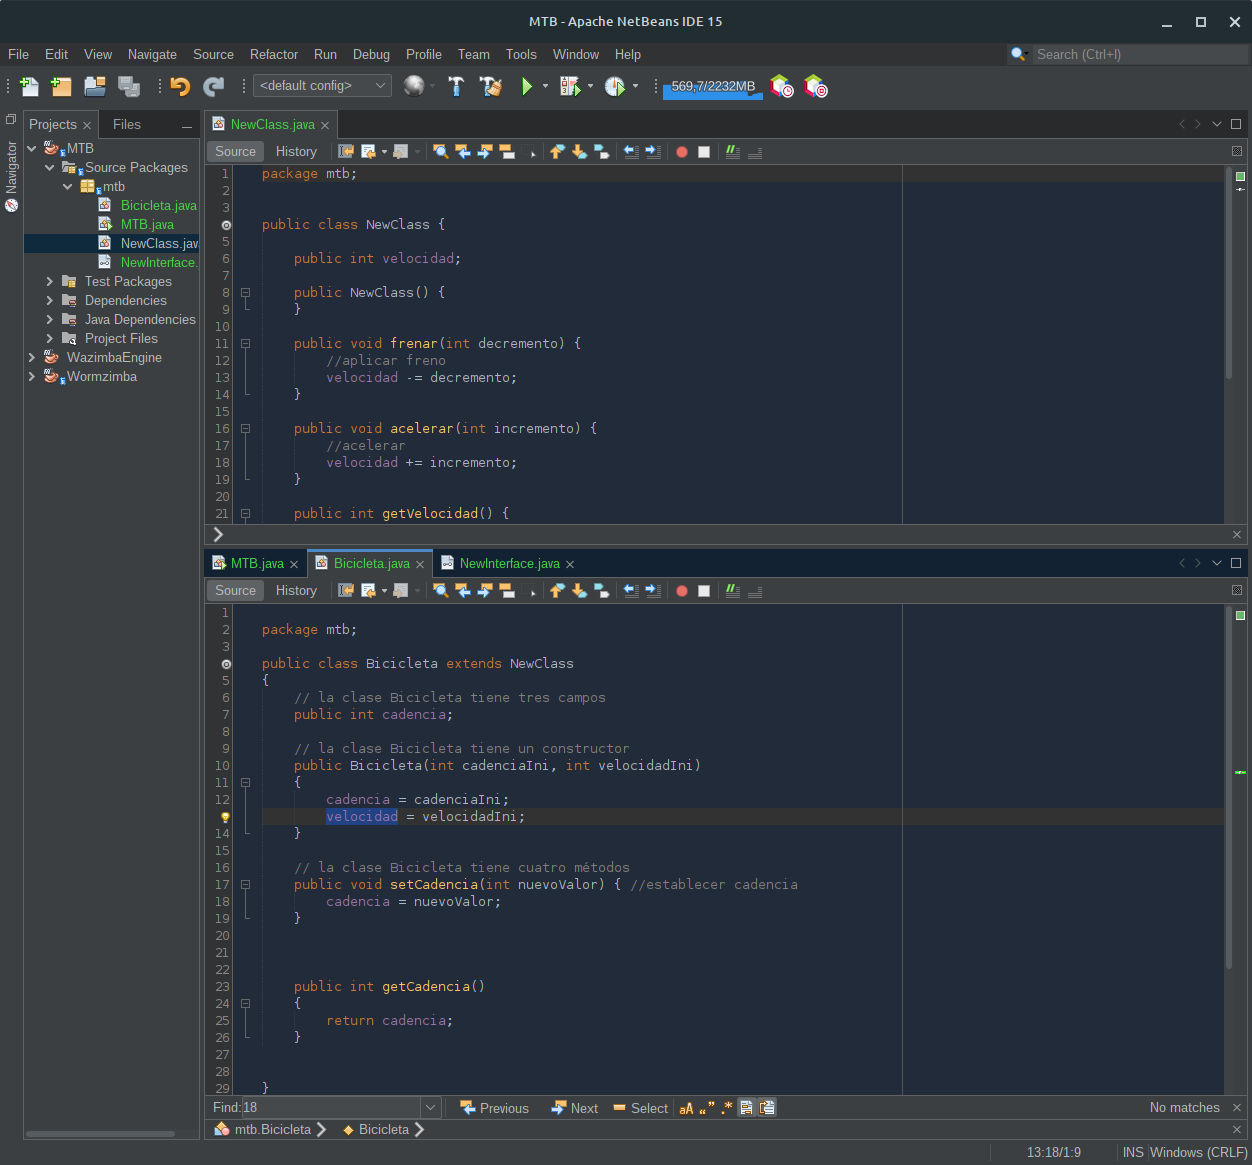 MTB - Apache NetBeans IDE 15
File Edit View Navigate Source Refactor Run Debug Profile Team Tools Window Help Search (Ctrl+I)
<default config> 569,7/2232MB
Projects Files
Navigator
MTB
Source Packages
mtb
Bicicleta.java
MTB.java
NewClass.jav
NewInterface.
Test Packages
Dependencies
Java Dependencies
Project Files
WazimbaEngine
Wormzimba
NewClass.java
Source History
1 package mtb;
2
3
public class NewClass {
5
6 public int velocidad;
7
8 public NewClass() {
9 }
10
11 public void frenar(int decremento) {
12 //aplicar freno
13 velocidad -= decremento;
14 }
15
16 public void acelerar(int incremento) {
17 //acelerar
18 velocidad += incremento;
19 }
20
21 public int getVelocidad() {
MTB.java Bicicleta.java NewInterface.java
Source History
1
2 package mtb;
3
public class Bicicleta extends NewClass
5 {
6 // la clase Bicicleta tiene tres campos
7 public int cadencia;
8
9 // la clase Bicicleta tiene un constructor
10 public Bicicleta(int cadenciaIni, int velocidadIni)
11 {
12 cadencia = cadenciaIni;
velocidad = velocidadIni;
14 }
15
16 // la clase Bicicleta tiene cuatro métodos
17 public void setCadencia(int nuevoValor) { //establecer cadencia
18 cadencia = nuevoValor;
19 }
20
21
22
23 public int getCadencia()
24 {
25 return cadencia;
26 }
27
28
29 }
Find: 18 Previous Next Select aA “” .* No matches
mtb.Bicicleta Bicicleta
13:18/1:9 INS Windows (CRLF)